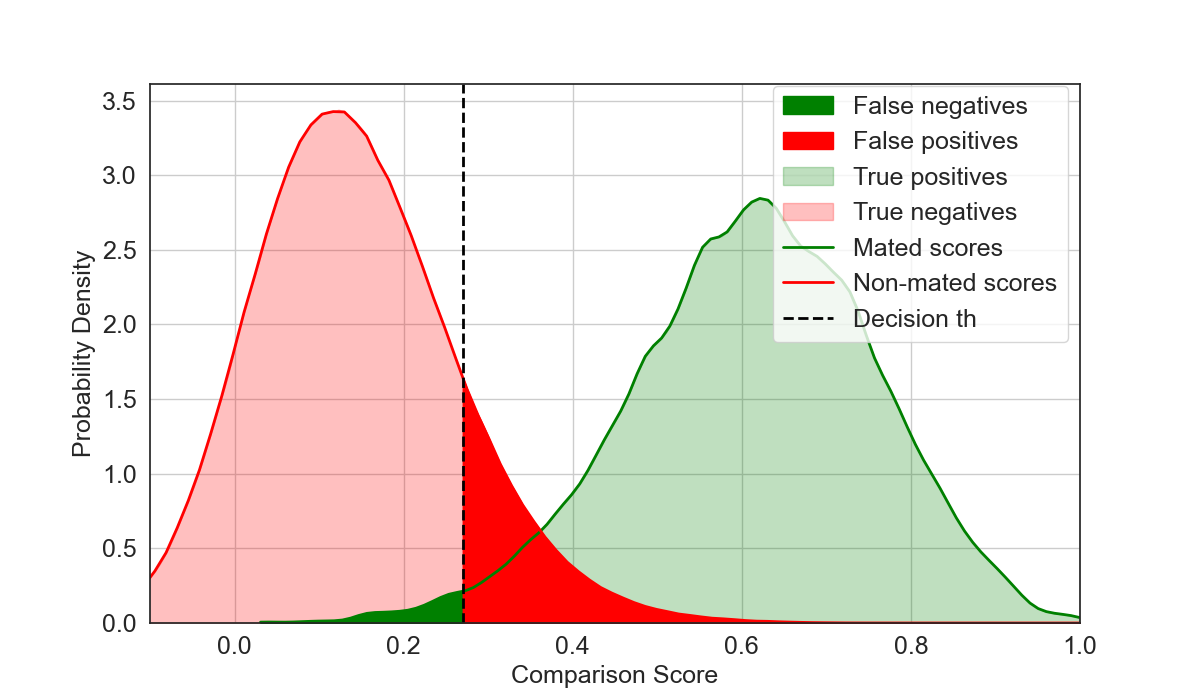 3.5
3.0
2.5
2.0
1.5
1.0
0.5
0.0
Probability Density
0.0 0.2 0.4 0.6 0.8 1.0
Comparison Score
False negatives
False positives
True positives
True negatives
Mated scores
Non-mated scores
Decision th